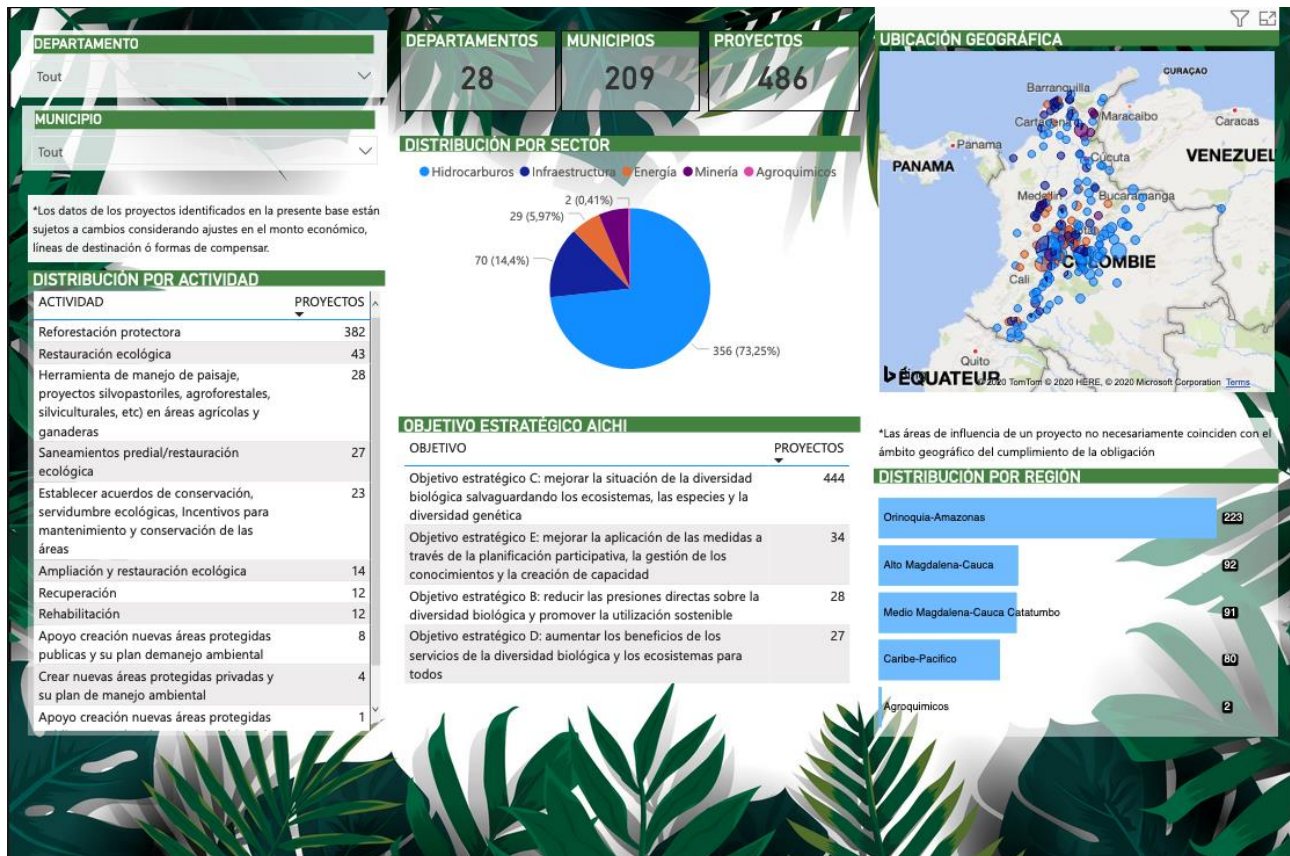 DEPARTAMENTO
Tout
MUNICIPIO
Tout
*Los datos de los proyectos identificados en la presente base están
sujetos a cambios considerando ajustes en el monto económico,
líneas de destinación ó formas de compensar.
DISTRIBUCIÓN POR ACTIVIDAD
ACTIVIDAD PROYECTOS
Reforestación protectora 382
Restauración ecológica 43
Herramienta de manejo de paisaje, 28
proyectos silvopastoriles, agroforestales,
silviculturales, etc) en áreas agrícolas y
ganaderas
Saneamientos predial/restauración 27
ecológica
Establecer acuerdos de conservación, 23
servidumbre ecológicas, Incentivos para
mantenimiento y conservación de las
áreas
Ampliación y restauración ecológica 14
Recuperación 12
Rehabilitación 12
Apoyo creación nuevas áreas protegidas 8
publicas y su plan demanejo ambiental
Crear nuevas áreas protegidas privadas y 4
su plan de manejo ambiental
Apoyo creación nuevas áreas protegidas 1
DEPARTAMENTOS
28
MUNICIPIOS
209
PROYECTOS
486
DISTRIBUCIÓN POR SECTOR
Hidrocarburos Infraestructura Energía Minería Agroquimicos
2 (0,41%)
29 (5,97%)
70 (14,4%)
356 (73,25%)
OBJETIVO ESTRATÉGICO AICHI
OBJETIVO PROYECTOS
Objetivo estratégico C: mejorar la situación de la diversidad 444
biológica salvaguardando los ecosistemas, las especies y la
diversidad genética
Objetivo estratégico E: mejorar la aplicación de las medidas a 34
través de la planificación participativa, la gestión de los
conocimientos y la creación de capacidad
Objetivo estratégico B: reducir las presiones directas sobre la 28
diversidad biológica y promover la utilización sostenible
Objetivo estratégico D: aumentar los beneficios de los 27
servicios de la diversidad biológica y los ecosistemas para
todos
UBICACIÓN GEOGRÁFICA
CURAÇAO
Barranquilla
Cartagena
Maracaibo
Caracas
Panama
PANAMA
Cúcuta
VENEZUEL
Medellín
Bucaramanga
COLOMBIE
Cali
Quito
ÉQUATEUR
© 2020 TomTom © 2020 HERE, © 2020 Microsoft Corporation Terms
*Las áreas de influencia de un proyecto no necesariamente coinciden con el
ámbito geográfico del cumplimiento de la obligación
DISTRIBUCIÓN POR REGIÓN
Orinoquia-Amazonas 223
Alto Magdalena-Cauca 92
Medio Magdalena-Cauca Catatumbo 91
Caribe-Pacifico 80
Agroquimicos 2